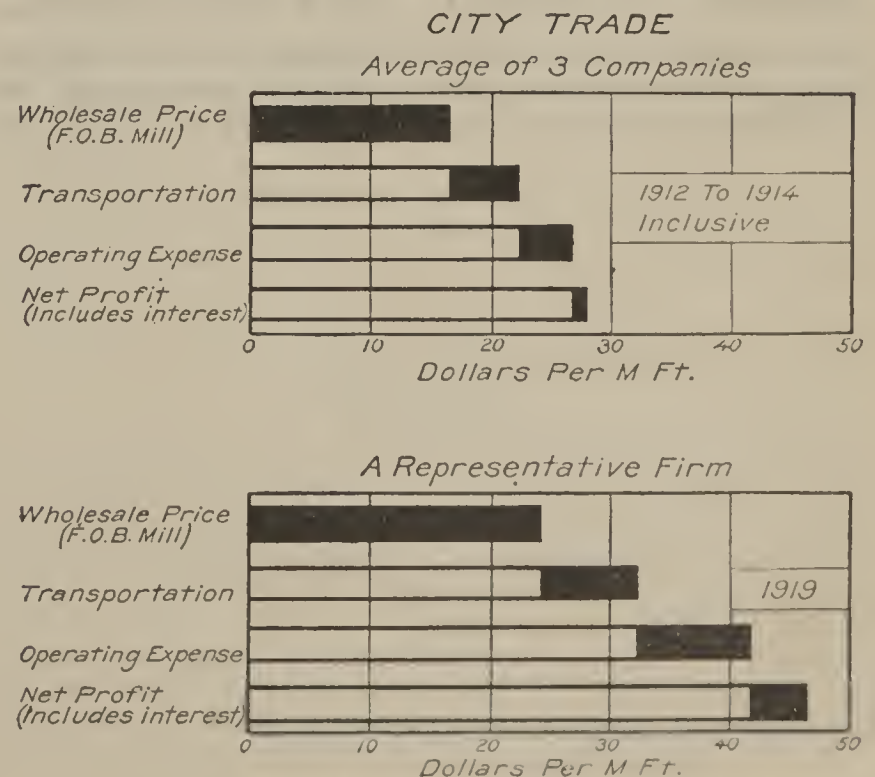 CITY TRADE
Average of 3 Companies
Wholesale Price
(F.O.B. Mill)
Transportation
Operating Expense
Net Profit
(Includes interest)
1912 To 1914
Inclusive
0 10 20 30 40 50
Dollars Per M Ft.
A Representative Firm
Wholesale Price
(F.O.B. Mill)
Transportation
Operating Expense
Net Profit
(Includes interest)
1919
0 10 20 30 40 50
Dollars Per M Ft.